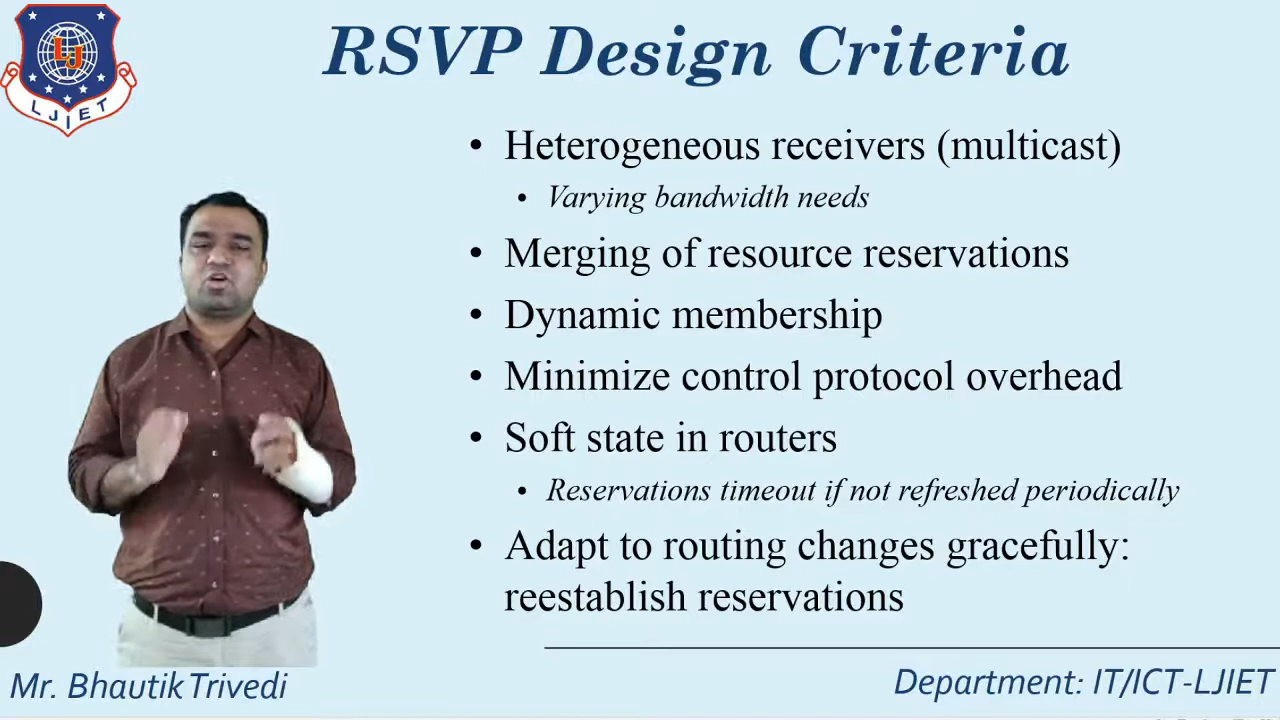 RSVP Design Criteria
LJ
LJIET
• Heterogeneous receivers (multicast)
• Varying bandwidth needs
• Merging of resource reservations
• Dynamic membership
• Minimize control protocol overhead
• Soft state in routers
• Reservations timeout if not refreshed periodically
• Adapt to routing changes gracefully:
reestablish reservations
Mr. Bhautik Trivedi
Department: IT/ICT-LJIET